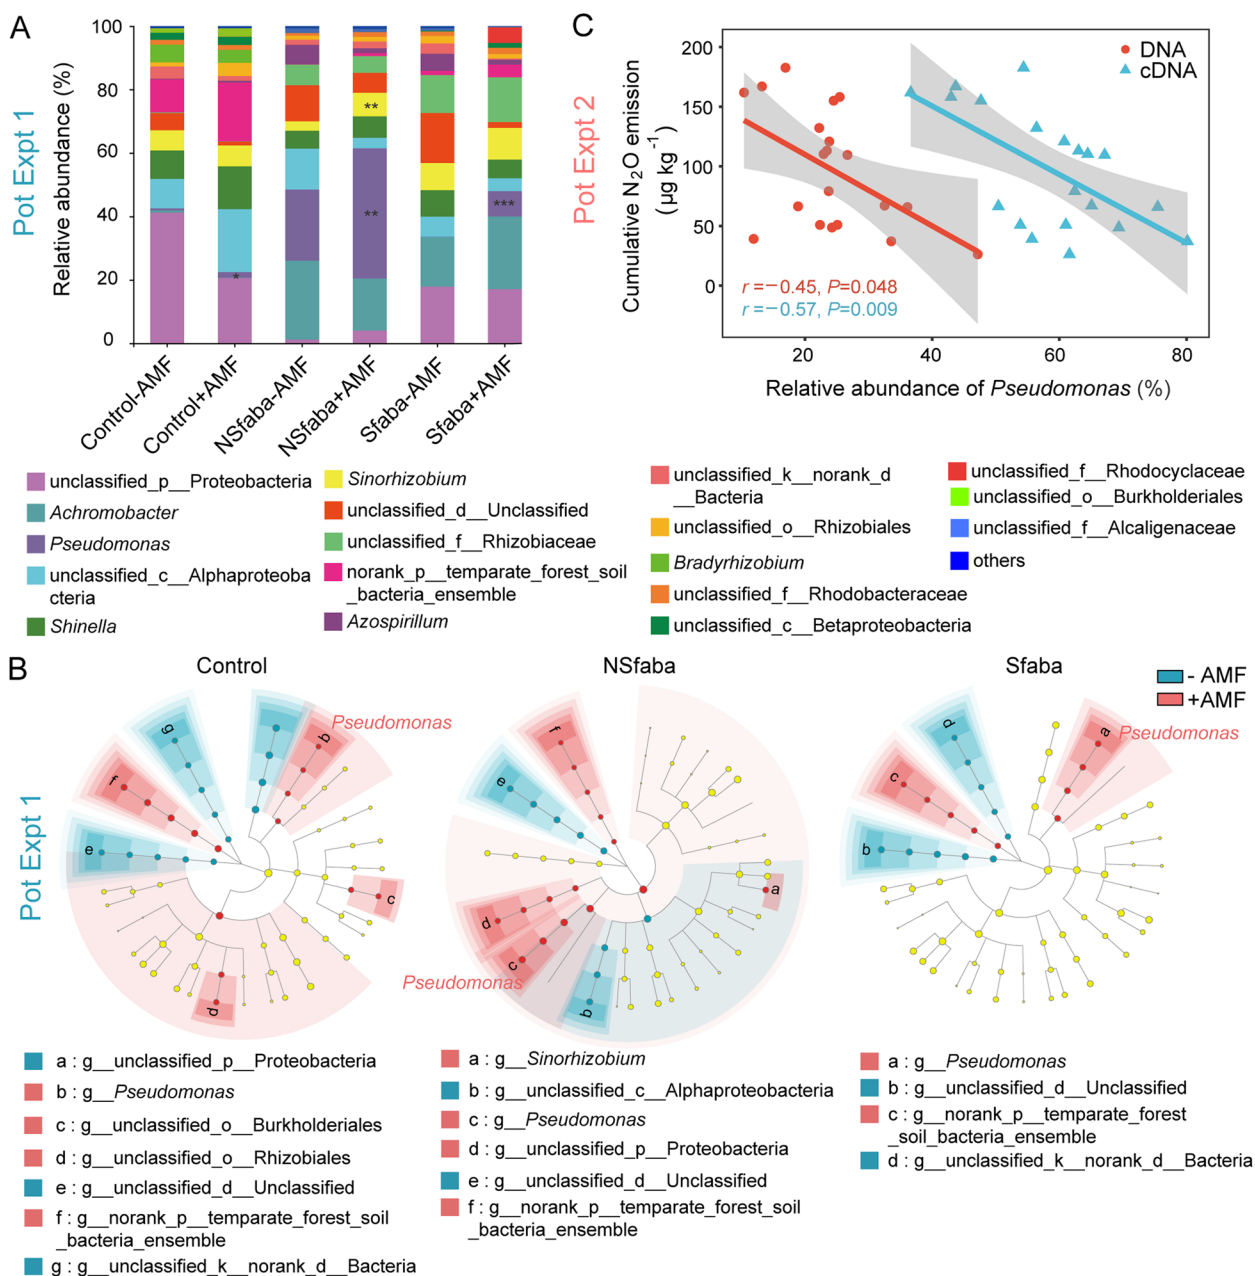 A
Pot Expt 1
Relative abundance (%)
100
80
60
40
20
0
**
**
*
***
Control-AMF
Control+AMF
NSfaba-AMF
NSfaba+AMF
Sfaba-AMF
Sfaba+AMF
C
Pot Expt 2
Cumulative N2O emission
(µg kg-1)
200
150
100
50
0
DNA
cDNA
r=−0.45, P=0.048
r=−0.57, P=0.009
20
40
60
80
Relative abundance of Pseudomonas (%)
unclassified_p__Proteobacteria
Achromobacter
Pseudomonas
unclassified_c__Alphaproteoba
cteria
Shinella
Sinorhizobium
unclassified_d__Unclassified
unclassified_f__Rhizobiaceae
norank_p__temparate_forest_soil
_bacteria_ensemble
Azospirillum
unclassified_k__norank_d
__Bacteria
unclassified_o__Rhizobiales
Bradyrhizobium
unclassified_f__Rhodobacteraceae
unclassified_c__Betaproteobacteria
unclassified_f__Rhodocyclaceae
unclassified_o__Burkholderiales
unclassified_f__Alcaligenaceae
others
B
Pot Expt 1
Control
Pseudomonas
g
b
f
e
c
d
NSfaba
f
e
a
d
c
b
Pseudomonas
Sfaba
- AMF
+AMF
d
a
Pseudomonas
c
b
a : g__unclassified_p__Proteobacteria
b : g__Pseudomonas
c : g__unclassified_o__Burkholderiales
d : g__unclassified_o__Rhizobiales
e : g__unclassified_d__Unclassified
f : g__norank_p__temparate_forest_soil
_bacteria_ensemble
g : g__unclassified_k__norank_d__Bacteria
a : g__Sinorhizobium
b : g__unclassified_c__Alphaproteobacteria
c : g__Pseudomonas
d : g__unclassified_p__Proteobacteria
e : g__unclassified_d__Unclassified
f : g__norank_p__temparate_forest_soil
_bacteria_ensemble
a : g__Pseudomonas
b : g__unclassified_d__Unclassified
c : g__norank_p__temparate_forest
_soil_bacteria_ensemble
d : g__unclassified_k__norank_d__Bacteria